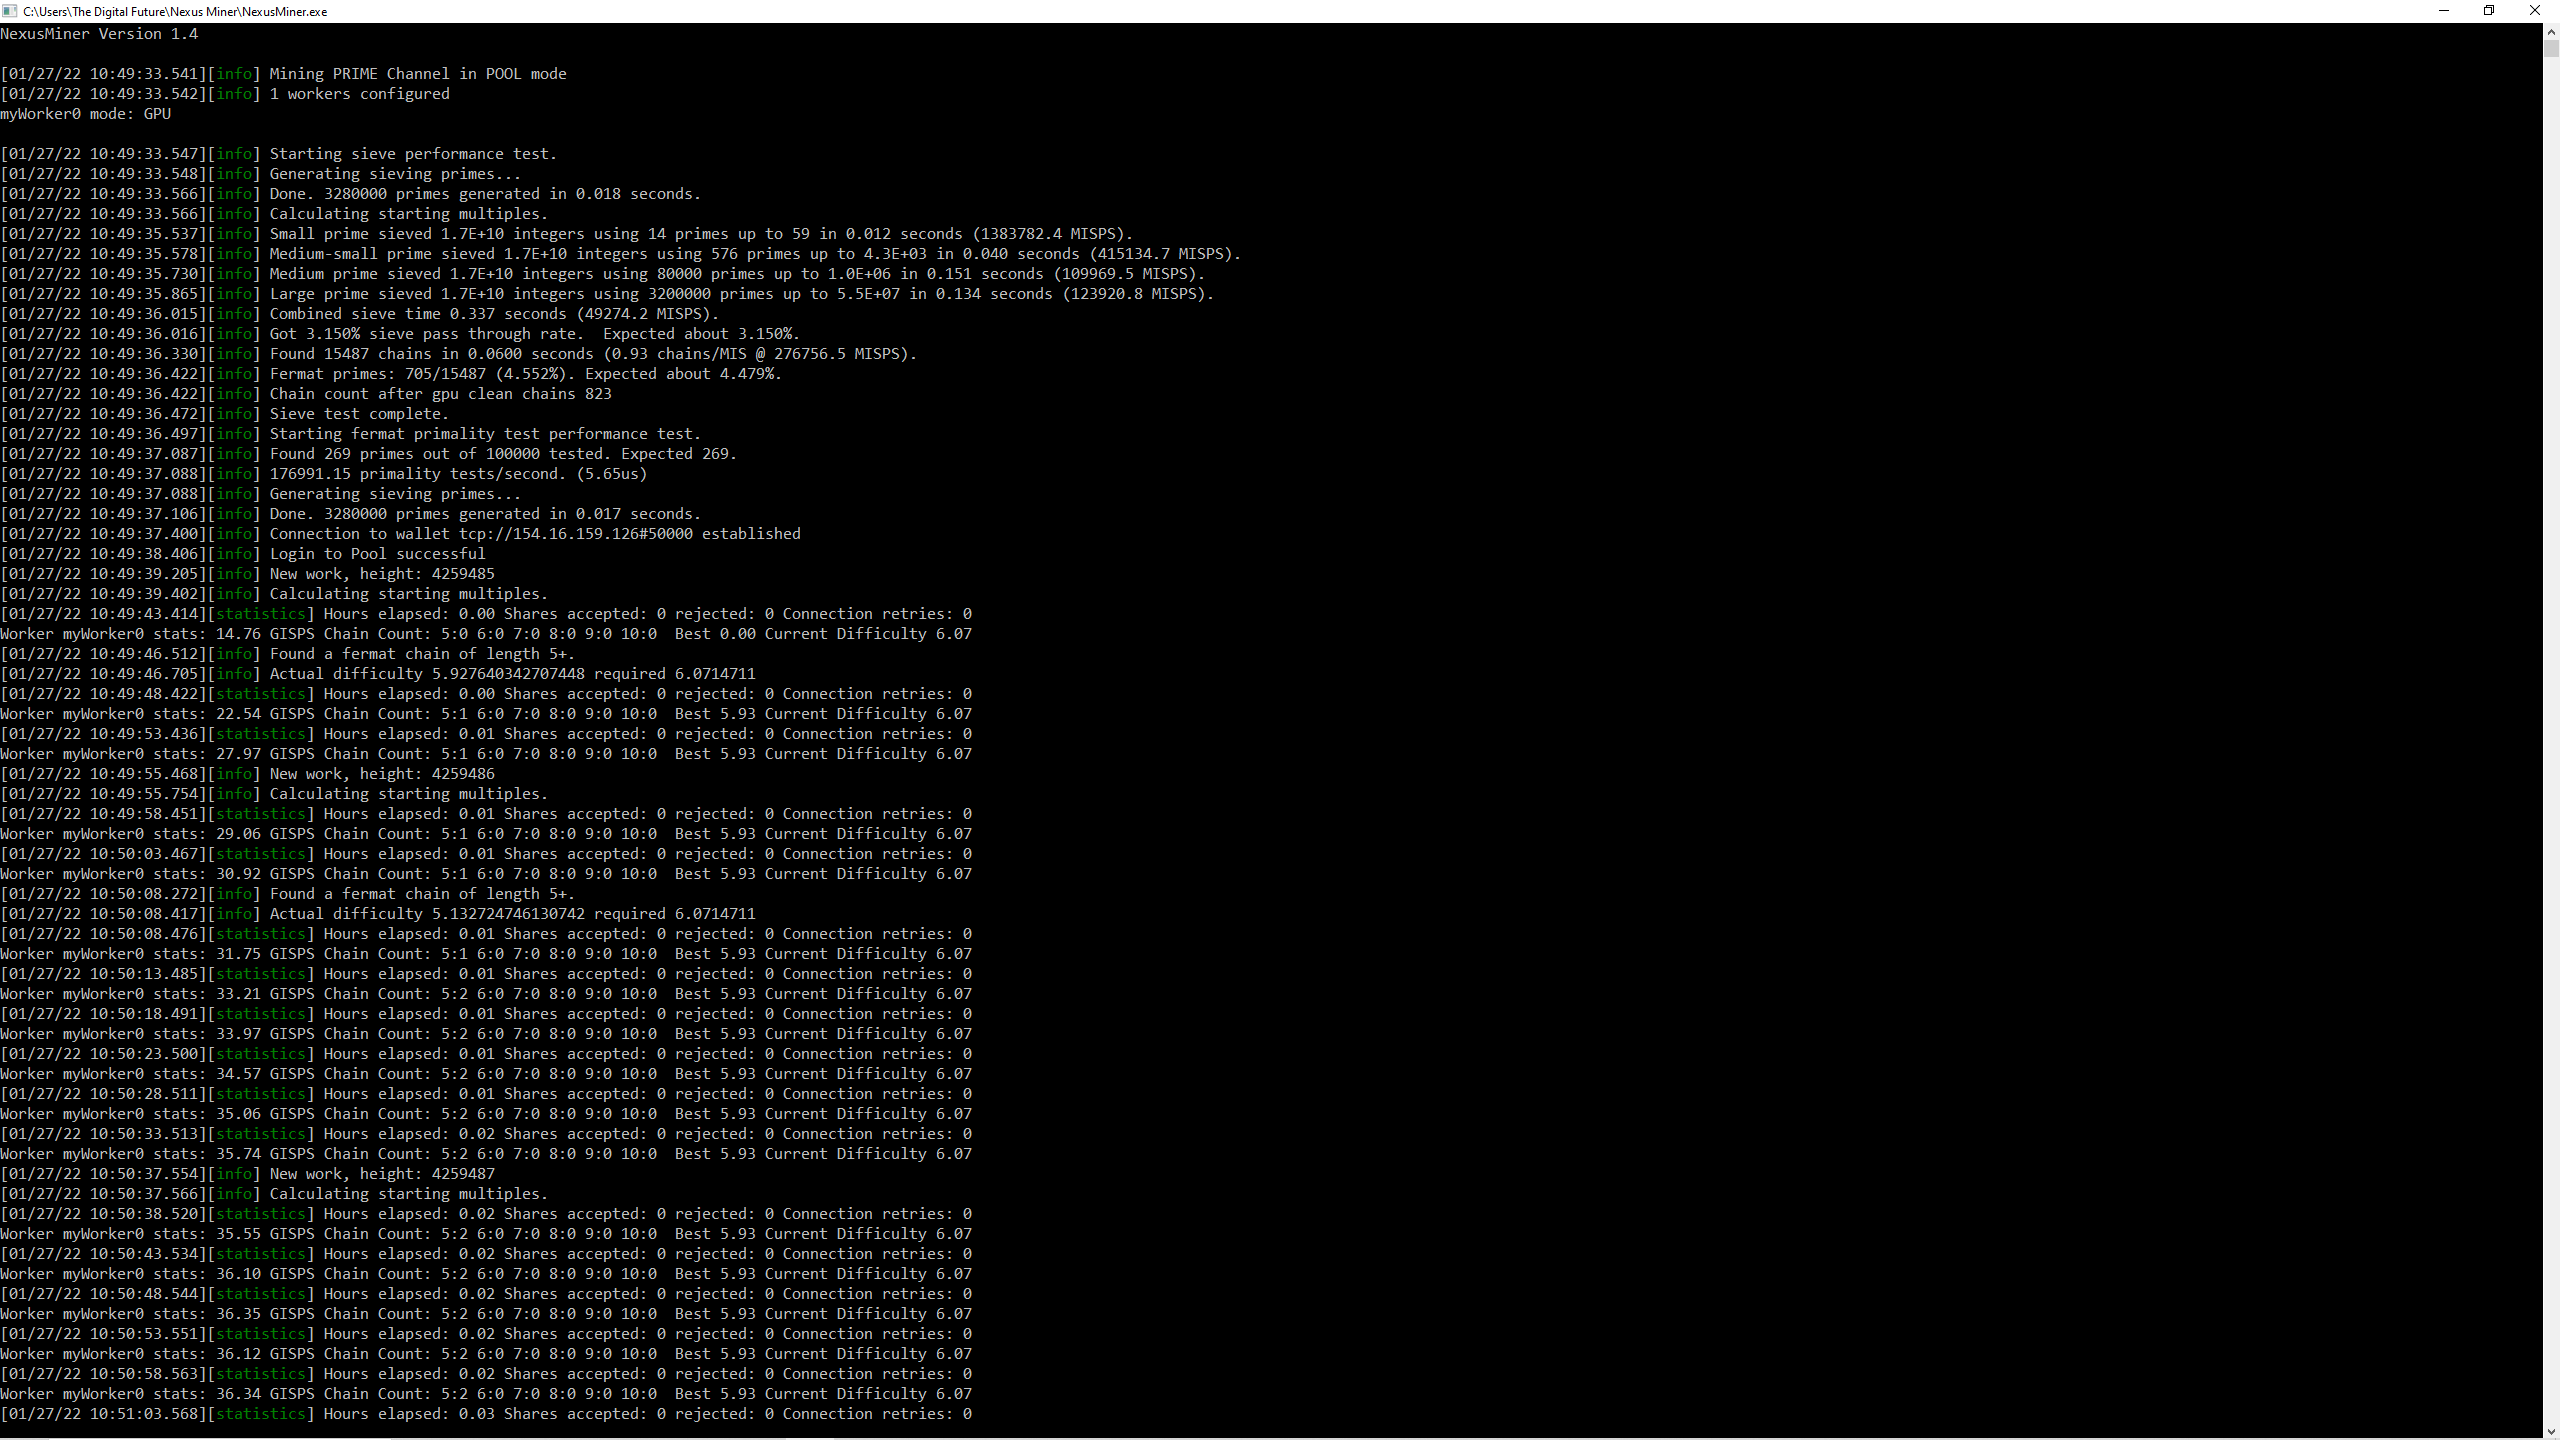 C:\Users\The Digital Future\Nexus Miner\NexusMiner.exe
NexusMiner Version 1.4
[01/27/22 10:49:33.541][info] Mining PRIME Channel in POOL mode
[01/27/22 10:49:33.542][info] 1 workers configured
myWorker0 mode: GPU
[01/27/22 10:49:33.547][info] Starting sieve performance test.
[01/27/22 10:49:33.548][info] Generating sieving primes...
[01/27/22 10:49:33.566][info] Done. 3280000 primes generated in 0.018 seconds.
[01/27/22 10:49:33.566][info] Calculating starting multiples.
[01/27/22 10:49:35.537][info] Small prime sieved 1.7E+10 integers using 14 primes up to 59 in 0.012 seconds (1383782.4 MISPS).
[01/27/22 10:49:35.578][info] Medium-small prime sieved 1.7E+10 integers using 576 primes up to 4.3E+03 in 0.040 seconds (415134.7 MISPS).
[01/27/22 10:49:35.730][info] Medium prime sieved 1.7E+10 integers using 80000 primes up to 1.0E+06 in 0.151 seconds (109969.5 MISPS).
[01/27/22 10:49:35.865][info] Large prime sieved 1.7E+10 integers using 3200000 primes up to 5.5E+07 in 0.134 seconds (123920.8 MISPS).
[01/27/22 10:49:36.015][info] Combined sieve time 0.337 seconds (49274.2 MISPS).
[01/27/22 10:49:36.016][info] Got 3.150% sieve pass through rate.  Expected about 3.150%.
[01/27/22 10:49:36.330][info] Found 15487 chains in 0.0600 seconds (0.93 chains/MIS @ 276756.5 MISPS).
[01/27/22 10:49:36.422][info] Fermat primes: 705/15487 (4.552%). Expected about 4.479%.
[01/27/22 10:49:36.422][info] Chain count after gpu clean chains 823
[01/27/22 10:49:36.472][info] Sieve test complete.
[01/27/22 10:49:36.497][info] Starting fermat primality test performance test.
[01/27/22 10:49:37.087][info] Found 269 primes out of 100000 tested. Expected 269.
[01/27/22 10:49:37.088][info] 176991.15 primality tests/second. (5.65us)
[01/27/22 10:49:37.088][info] Generating sieving primes...
[01/27/22 10:49:37.106][info] Done. 3280000 primes generated in 0.017 seconds.
[01/27/22 10:49:37.400][info] Connection to wallet tcp://154.16.159.126#50000 established
[01/27/22 10:49:38.406][info] Login to Pool successful
[01/27/22 10:49:39.205][info] New work, height: 4259485
[01/27/22 10:49:39.402][info] Calculating starting multiples.
[01/27/22 10:49:43.414][statistics] Hours elapsed: 0.00 Shares accepted: 0 rejected: 0 Connection retries: 0
Worker myWorker0 stats: 14.76 GISPS Chain Count: 5:0 6:0 7:0 8:0 9:0 10:0  Best 0.00 Current Difficulty 6.07
[01/27/22 10:49:46.512][info] Found a fermat chain of length 5+.
[01/27/22 10:49:46.705][info] Actual difficulty 5.927640342707448 required 6.0714711
[01/27/22 10:49:48.422][statistics] Hours elapsed: 0.00 Shares accepted: 0 rejected: 0 Connection retries: 0
Worker myWorker0 stats: 22.54 GISPS Chain Count: 5:1 6:0 7:0 8:0 9:0 10:0  Best 5.93 Current Difficulty 6.07
[01/27/22 10:49:53.436][statistics] Hours elapsed: 0.01 Shares accepted: 0 rejected: 0 Connection retries: 0
Worker myWorker0 stats: 27.97 GISPS Chain Count: 5:1 6:0 7:0 8:0 9:0 10:0  Best 5.93 Current Difficulty 6.07
[01/27/22 10:49:55.468][info] New work, height: 4259486
[01/27/22 10:49:55.754][info] Calculating starting multiples.
[01/27/22 10:49:58.451][statistics] Hours elapsed: 0.01 Shares accepted: 0 rejected: 0 Connection retries: 0
Worker myWorker0 stats: 29.06 GISPS Chain Count: 5:1 6:0 7:0 8:0 9:0 10:0  Best 5.93 Current Difficulty 6.07
[01/27/22 10:50:03.467][statistics] Hours elapsed: 0.01 Shares accepted: 0 rejected: 0 Connection retries: 0
Worker myWorker0 stats: 30.92 GISPS Chain Count: 5:1 6:0 7:0 8:0 9:0 10:0  Best 5.93 Current Difficulty 6.07
[01/27/22 10:50:08.272][info] Found a fermat chain of length 5+.
[01/27/22 10:50:08.417][info] Actual difficulty 5.132724746130742 required 6.0714711
[01/27/22 10:50:08.476][statistics] Hours elapsed: 0.01 Shares accepted: 0 rejected: 0 Connection retries: 0
Worker myWorker0 stats: 31.75 GISPS Chain Count: 5:1 6:0 7:0 8:0 9:0 10:0  Best 5.93 Current Difficulty 6.07
[01/27/22 10:50:13.485][statistics] Hours elapsed: 0.01 Shares accepted: 0 rejected: 0 Connection retries: 0
Worker myWorker0 stats: 33.21 GISPS Chain Count: 5:2 6:0 7:0 8:0 9:0 10:0  Best 5.93 Current Difficulty 6.07
[01/27/22 10:50:18.491][statistics] Hours elapsed: 0.01 Shares accepted: 0 rejected: 0 Connection retries: 0
Worker myWorker0 stats: 33.97 GISPS Chain Count: 5:2 6:0 7:0 8:0 9:0 10:0  Best 5.93 Current Difficulty 6.07
[01/27/22 10:50:23.500][statistics] Hours elapsed: 0.01 Shares accepted: 0 rejected: 0 Connection retries: 0
Worker myWorker0 stats: 34.57 GISPS Chain Count: 5:2 6:0 7:0 8:0 9:0 10:0  Best 5.93 Current Difficulty 6.07
[01/27/22 10:50:28.511][statistics] Hours elapsed: 0.01 Shares accepted: 0 rejected: 0 Connection retries: 0
Worker myWorker0 stats: 35.06 GISPS Chain Count: 5:2 6:0 7:0 8:0 9:0 10:0  Best 5.93 Current Difficulty 6.07
[01/27/22 10:50:33.513][statistics] Hours elapsed: 0.02 Shares accepted: 0 rejected: 0 Connection retries: 0
Worker myWorker0 stats: 35.74 GISPS Chain Count: 5:2 6:0 7:0 8:0 9:0 10:0  Best 5.93 Current Difficulty 6.07
[01/27/22 10:50:37.554][info] New work, height: 4259487
[01/27/22 10:50:37.566][info] Calculating starting multiples.
[01/27/22 10:50:38.520][statistics] Hours elapsed: 0.02 Shares accepted: 0 rejected: 0 Connection retries: 0
Worker myWorker0 stats: 35.55 GISPS Chain Count: 5:2 6:0 7:0 8:0 9:0 10:0  Best 5.93 Current Difficulty 6.07
[01/27/22 10:50:43.534][statistics] Hours elapsed: 0.02 Shares accepted: 0 rejected: 0 Connection retries: 0
Worker myWorker0 stats: 36.10 GISPS Chain Count: 5:2 6:0 7:0 8:0 9:0 10:0  Best 5.93 Current Difficulty 6.07
[01/27/22 10:50:48.544][statistics] Hours elapsed: 0.02 Shares accepted: 0 rejected: 0 Connection retries: 0
Worker myWorker0 stats: 36.35 GISPS Chain Count: 5:2 6:0 7:0 8:0 9:0 10:0  Best 5.93 Current Difficulty 6.07
[01/27/22 10:50:53.551][statistics] Hours elapsed: 0.02 Shares accepted: 0 rejected: 0 Connection retries: 0
Worker myWorker0 stats: 36.12 GISPS Chain Count: 5:2 6:0 7:0 8:0 9:0 10:0  Best 5.93 Current Difficulty 6.07
[01/27/22 10:50:58.563][statistics] Hours elapsed: 0.02 Shares accepted: 0 rejected: 0 Connection retries: 0
Worker myWorker0 stats: 36.34 GISPS Chain Count: 5:2 6:0 7:0 8:0 9:0 10:0  Best 5.93 Current Difficulty 6.07
[01/27/22 10:51:03.568][statistics] Hours elapsed: 0.03 Shares accepted: 0 rejected: 0 Connection retries: 0